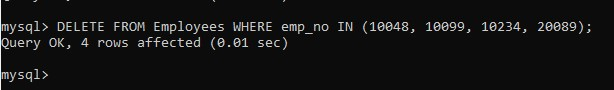 mysql> DELETE FROM Employees WHERE emp_no IN (10048, 10099, 10234, 20089);
Query OK, 4 rows affected (0.01 sec)
mysql>